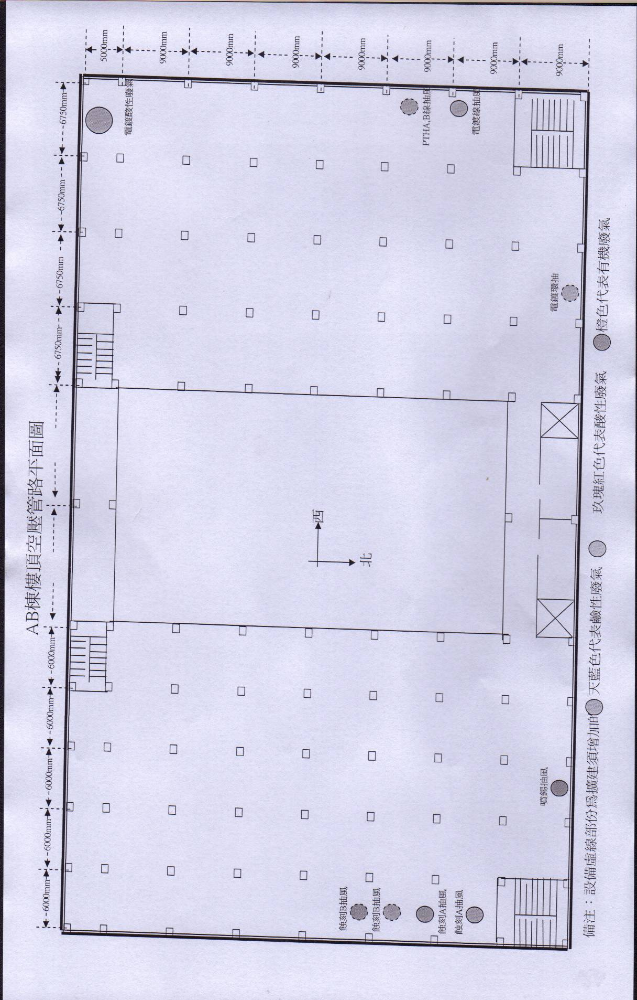 AB棟樓頂空壓管路平面圖
6000mm
6000mm
6000mm
6000mm
6000mm
6750mm
6750mm
6750mm
6750mm
5000mm
9000mm
9000mm
9000mm
9000mm
9000mm
9000mm
9000mm
電鍍酸性廢氣
PTHA,B線抽風
電鍍線抽風
電鍍環抽
西
北
噴錫抽風
蝕刻B抽風
蝕刻B抽風
蝕刻A抽風
蝕刻A抽風
備注：設備虛線部份為擴建須增加的 天藍色代表鹼性廢氣 玫瑰紅色代表酸性廢氣 橙色代表有機廢氣